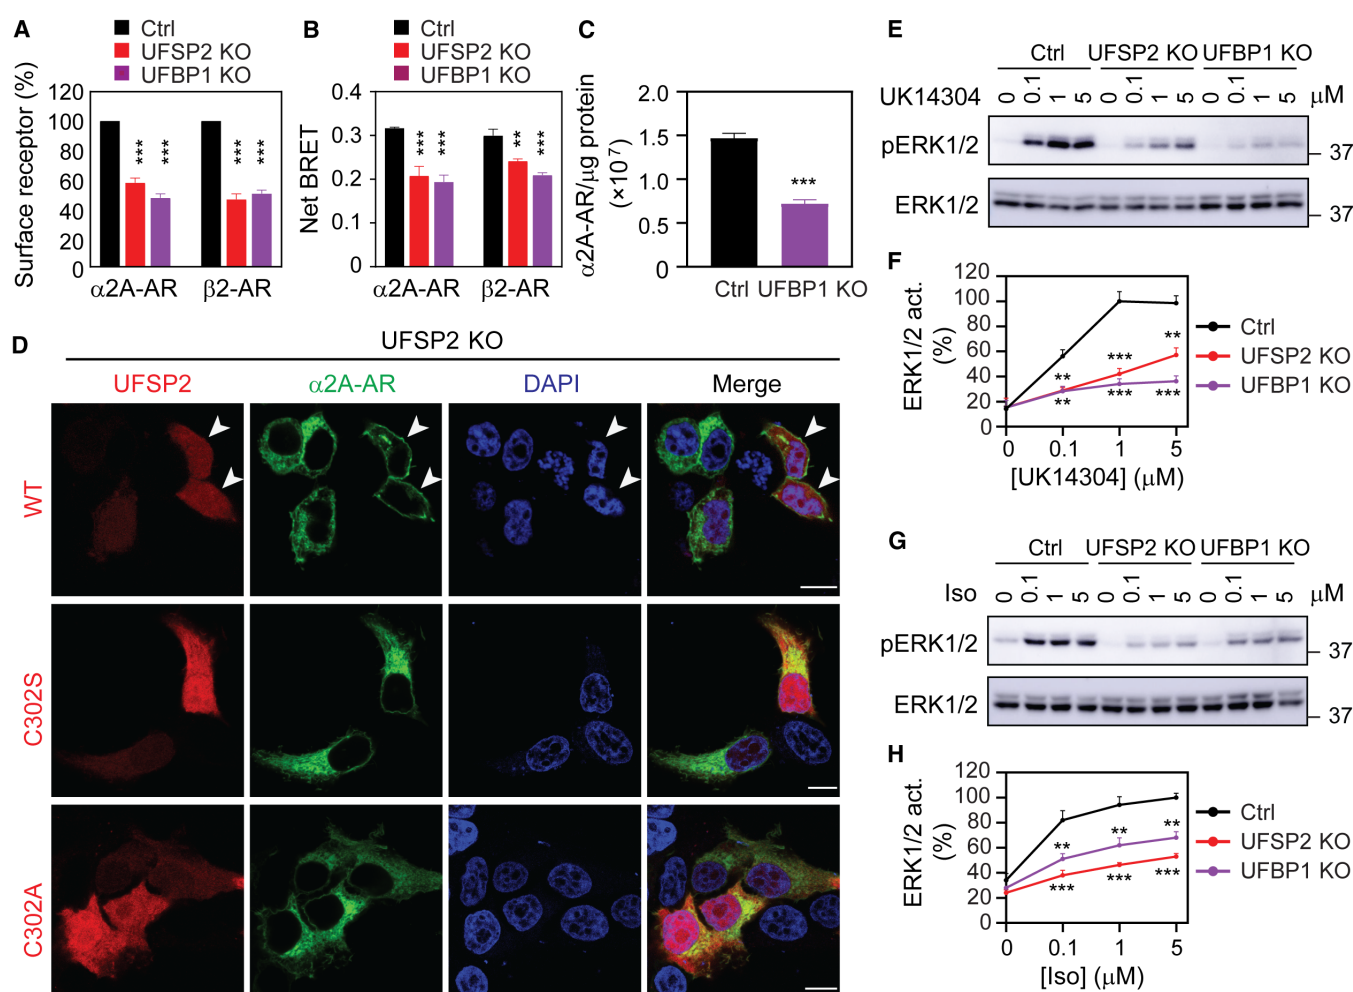 A
Ctrl
UFSP2 KO
UFBP1 KO
Surface receptor (%)
120
100
80
60
40
20
0
***
***
***
***
α2A-AR
β2-AR
B
Ctrl
UFSP2 KO
UFBP1 KO
Net BRET
0.4
0.3
0.2
0.1
0
***
***
**
***
α2A-AR
β2-AR
C
α2A-AR/µg protein
(×10⁷)
2.0
1.5
1.0
0.5
0
***
Ctrl
UFBP1 KO
D
UFSP2 KO
UFSP2
α2A-AR
DAPI
Merge
WT
C302S
C302A
E
Ctrl
UFSP2 KO
UFBP1 KO
UK14304
0 0.1 1 5 0 0.1 1 5 0 0.1 1 5 µM
pERK1/2
37
ERK1/2
37
F
ERK1/2 act.
(%)
120
100
80
60
40
20
0
**
**
***
***
**
***
0 0.1 1 5
[UK14304] (µM)
Ctrl
UFSP2 KO
UFBP1 KO
G
Ctrl
UFSP2 KO
UFBP1 KO
Iso
0 0.1 1 5 0 0.1 1 5 0 0.1 1 5 µM
pERK1/2
37
ERK1/2
37
H
ERK1/2 act.
(%)
120
100
80
60
40
20
0
**
***
**
***
**
***
0 0.1 1 5
[Iso] (µM)
Ctrl
UFSP2 KO
UFBP1 KO